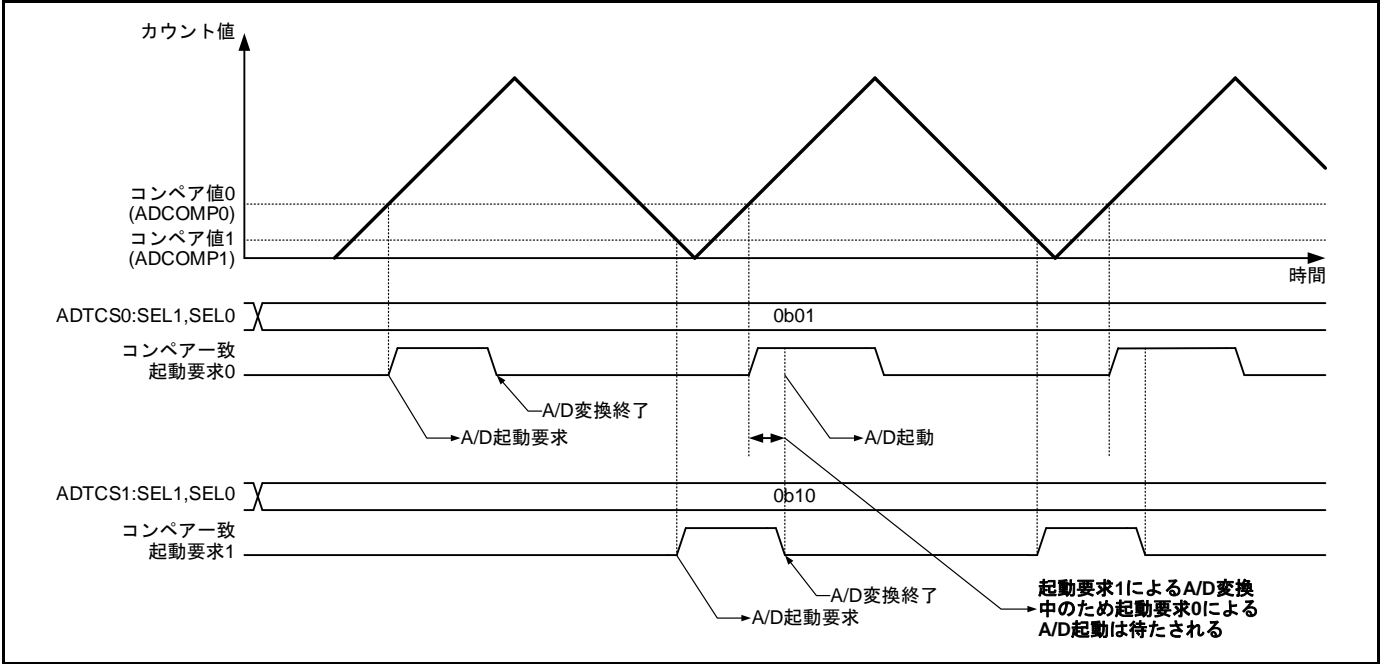 カウント値
コンペア値0
(ADCOMP0)
コンペア値1
(ADCOMP1)
時間
ADTCS0:SEL1,SEL0
0b01
コンペアー致
起動要求0
A/D変換終了
A/D起動要求
A/D起動
ADTCS1:SEL1,SEL0
0b10
コンペアー致
起動要求1
A/D変換終了
A/D起動要求
起動要求1によるA/D変換
中のため起動要求0による
A/D起動は待たされる